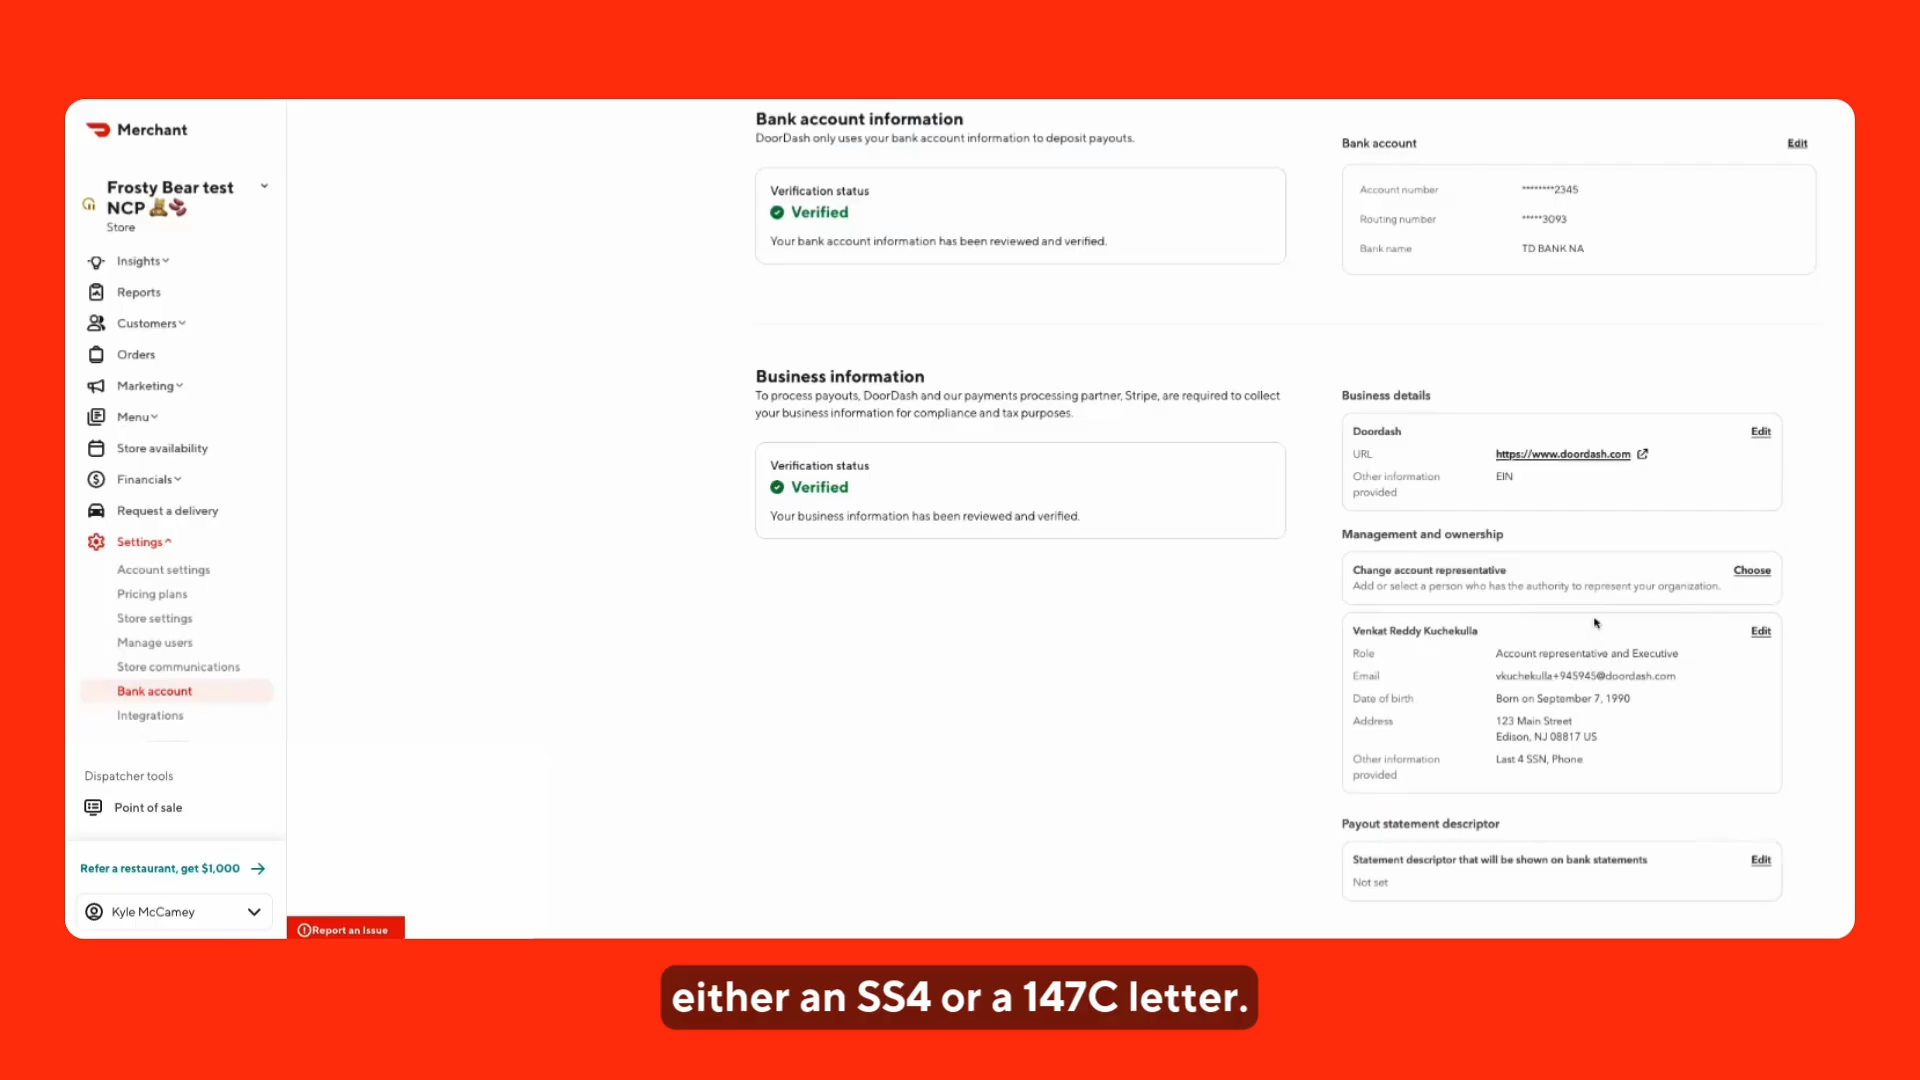 Merchant
Frosty Bear test
NCP
Store
Insights
Reports
Customers
Orders
Marketing
Menu
Store availability
Financials
Request a delivery
Settings
Account settings
Pricing plans
Store settings
Manage users
Store communications
Bank account
Integrations
Dispatcher tools
Point of sale
Refer a restaurant, get $1,000
Kyle McCamey
Report an Issue
Bank account information
DoorDash only uses your bank account information to deposit payouts.
Verification status
Verified
Your bank account information has been reviewed and verified.
Bank account
Edit
Account number ********2345
Routing number *****3093
Bank name TD BANK NA
Business information
To process payouts, DoorDash and our payments processing partner, Stripe, are required to collect
your business information for compliance and tax purposes.
Verification status
Verified
Your business information has been reviewed and verified.
Business details
Doordash Edit
URL https://www.doordash.com
Other information EIN
provided
Management and ownership
Change account representative Choose
Add or select a person who has the authority to represent your organization.
Venkat Reddy Kuchekulla Edit
Role Account representative and Executive
Email vkuchekulla+945945@doordash.com
Date of birth Born on September 7, 1990
Address 123 Main Street
Edison, NJ 08817 US
Other information Last 4 SSN, Phone
provided
Payout statement descriptor
Statement descriptor that will be shown on bank statements Edit
Not set
either an SS4 or a 147C letter.